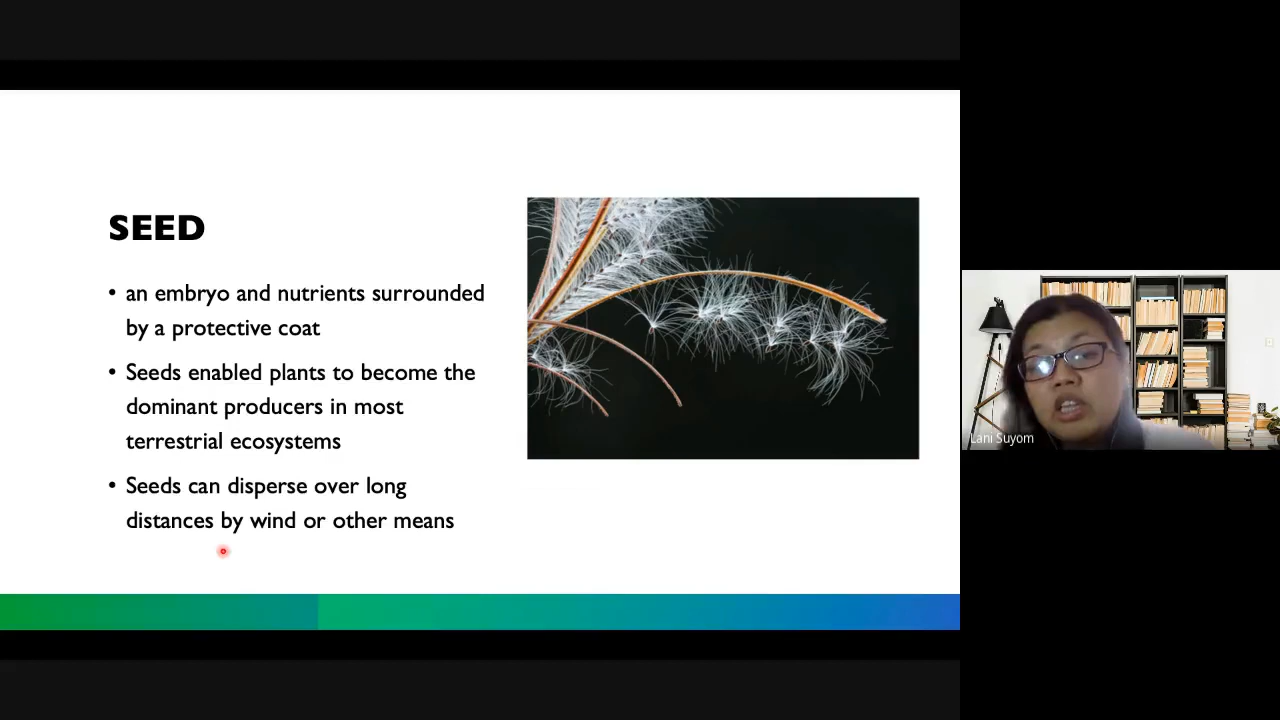 SEED
• an embryo and nutrients surrounded
by a protective coat
• Seeds enabled plants to become the
dominant producers in most
terrestrial ecosystems
• Seeds can disperse over long
distances by wind or other means
Lani Suyom